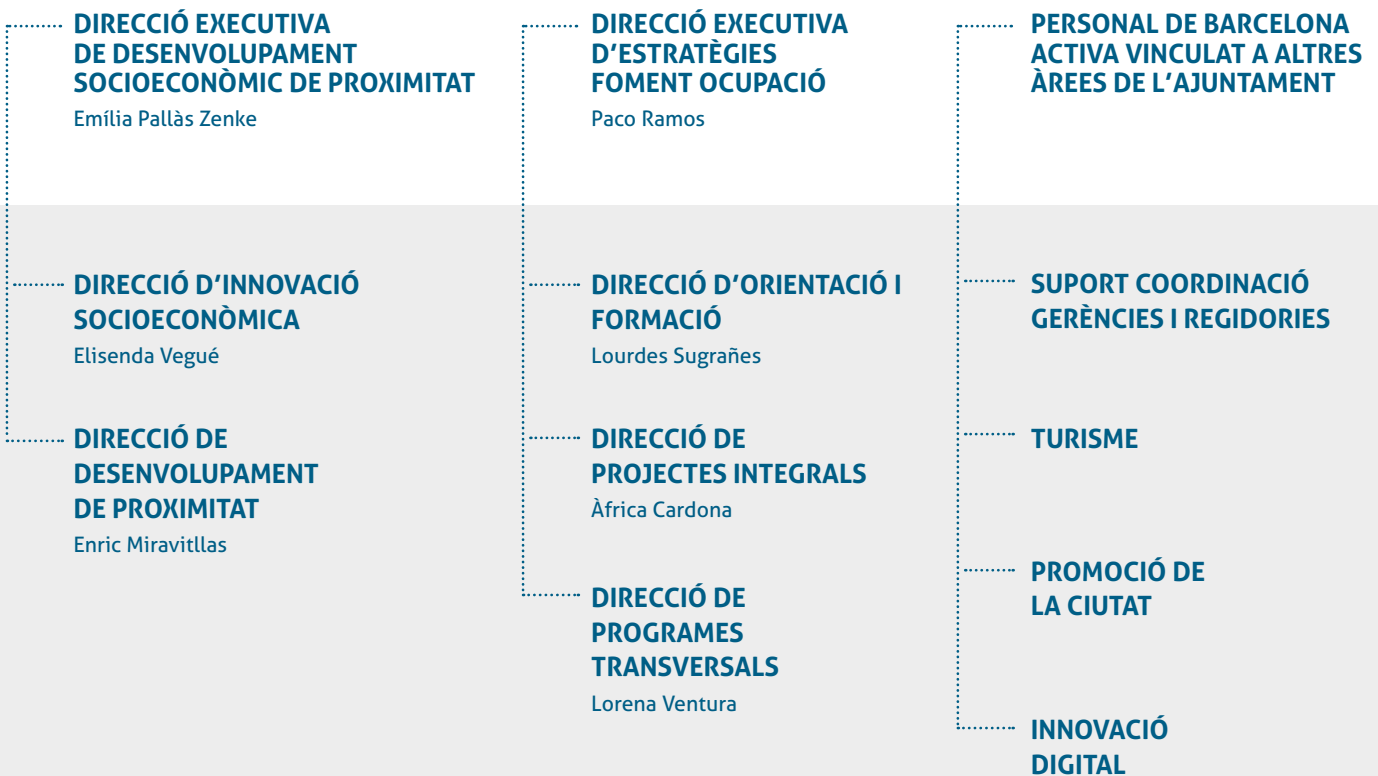 DIRECCIÓ EXECUTIVA
DE DESENVOLUPAMENT
SOCIOECONÒMIC DE PROXIMITAT
Emília Pallàs Zenke
DIRECCIÓ D’INNOVACIÓ
SOCIOECONÒMICA
Elisenda Vegué
DIRECCIÓ DE
DESENVOLUPAMENT
DE PROXIMITAT
Enric Miravitllas
DIRECCIÓ EXECUTIVA
D’ESTRATÈGIES
FOMENT OCUPACIÓ
Paco Ramos
DIRECCIÓ D’ORIENTACIÓ I
FORMACIÓ
Lourdes Sugrañes
DIRECCIÓ DE
PROJECTES INTEGRALS
Àfrica Cardona
DIRECCIÓ DE
PROGRAMES
TRANSVERSALS
Lorena Ventura
PERSONAL DE BARCELONA
ACTIVA VINCULAT A ALTRES
ÀREES DE L’AJUNTAMENT
SUPORT COORDINACIÓ
GERÈNCIES I REGIDORIES
TURISME
PROMOCIÓ DE
LA CIUTAT
INNOVACIÓ
DIGITAL